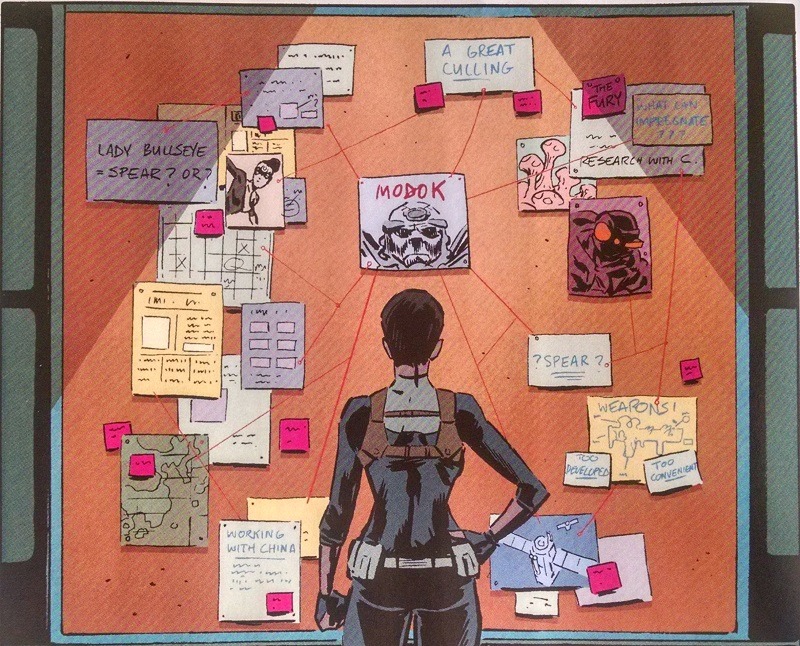 A GREAT
CULLING
THE
FURY
WHAT CAN
IMPREGNATE
???
RESEARCH WITH C.
LADY BULLSEYE
= SPEAR? OR?
MODOK
?SPEAR?
WEAPONS!
TOO
DEVELOPED
TOO
CONVENIENT
WORKING
WITH CHINA